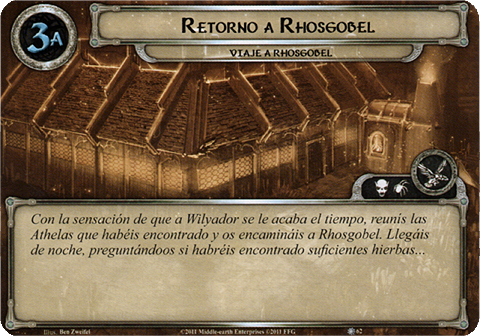 3A
RETORNO A RHOSGOBEL
VIAJE A RHOSGOBEL
Con la sensación de que a Wilyador se le acaba el tiempo, reunís las
Athelas que habéis encontrado y os encamináis a Rhosgobel. Llegáis
de noche, preguntándoos si habréis encontrado suficientes hierbas...
Illus. Ben Zweifel
©2011 Middle-earth Enterprises ©2011 FFG
62